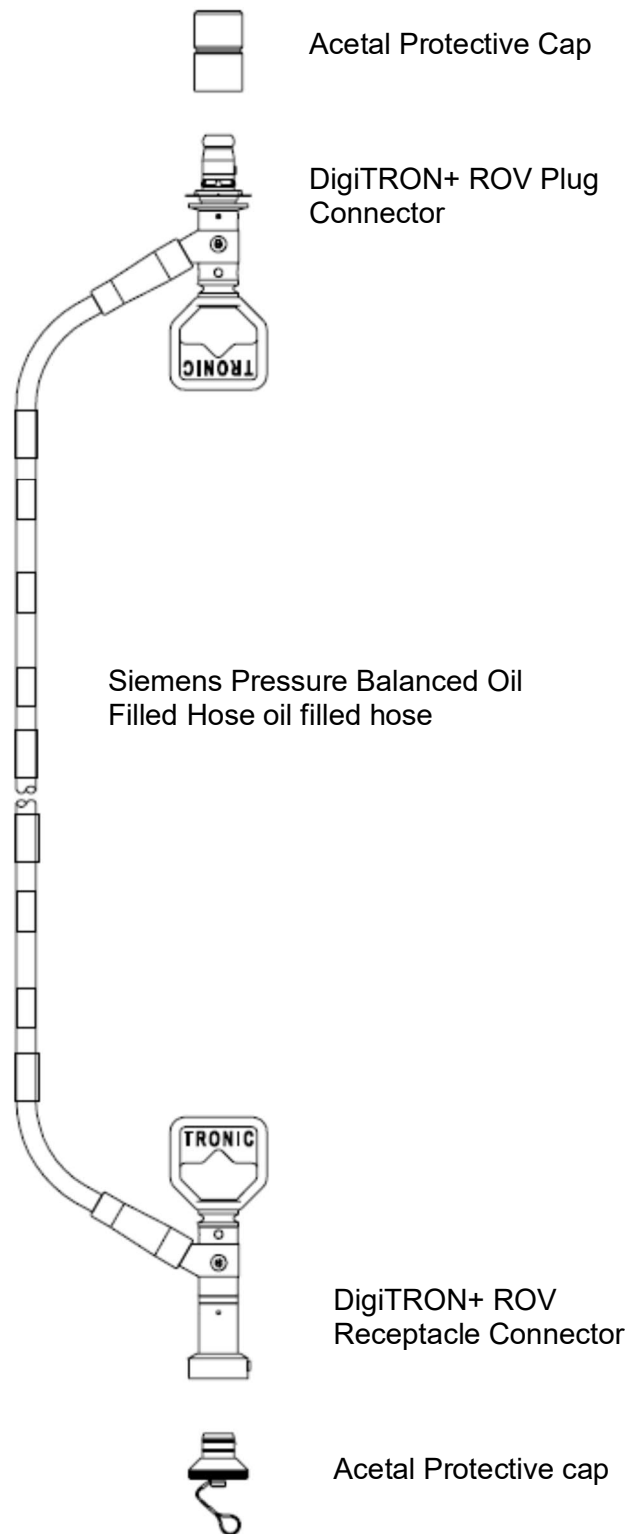 Acetal Protective Cap
DigiTRON+ ROV Plug
Connector
TRONIC
Siemens Pressure Balanced Oil
Filled Hose oil filled hose
TRONIC
DigiTRON+ ROV
Receptacle Connector
Acetal Protective cap